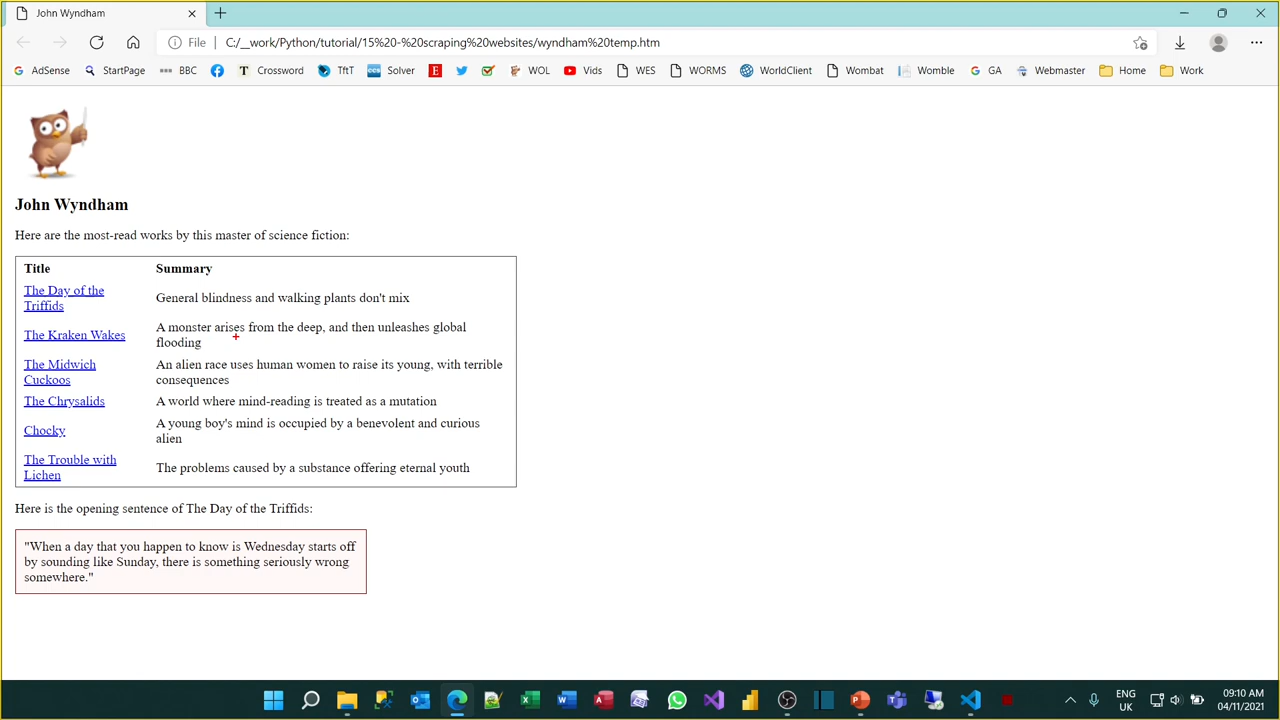 John Wyndham
File C:/__work/Python/tutorial/15%20-%20scraping%20websites/wyndham%20temp.htm
AdSense StartPage BBC Crossword TftT Solver WOL Vids WES WORMS WorldClient Wombat Womble GA Webmaster Home Work
John Wyndham
Here are the most-read works by this master of science fiction:
Title Summary
The Day of the
Triffids
General blindness and walking plants don't mix
The Kraken Wakes
A monster arises from the deep, and then unleashes global
flooding
The Midwich
Cuckoos
An alien race uses human women to raise its young, with terrible
consequences
The Chrysalids
A world where mind-reading is treated as a mutation
Chocky
A young boy's mind is occupied by a benevolent and curious
alien
The Trouble with
Lichen
The problems caused by a substance offering eternal youth
Here is the opening sentence of The Day of the Triffids:
"When a day that you happen to know is Wednesday starts off
by sounding like Sunday, there is something seriously wrong
somewhere."
ENG
UK
09:10 AM
04/11/2021